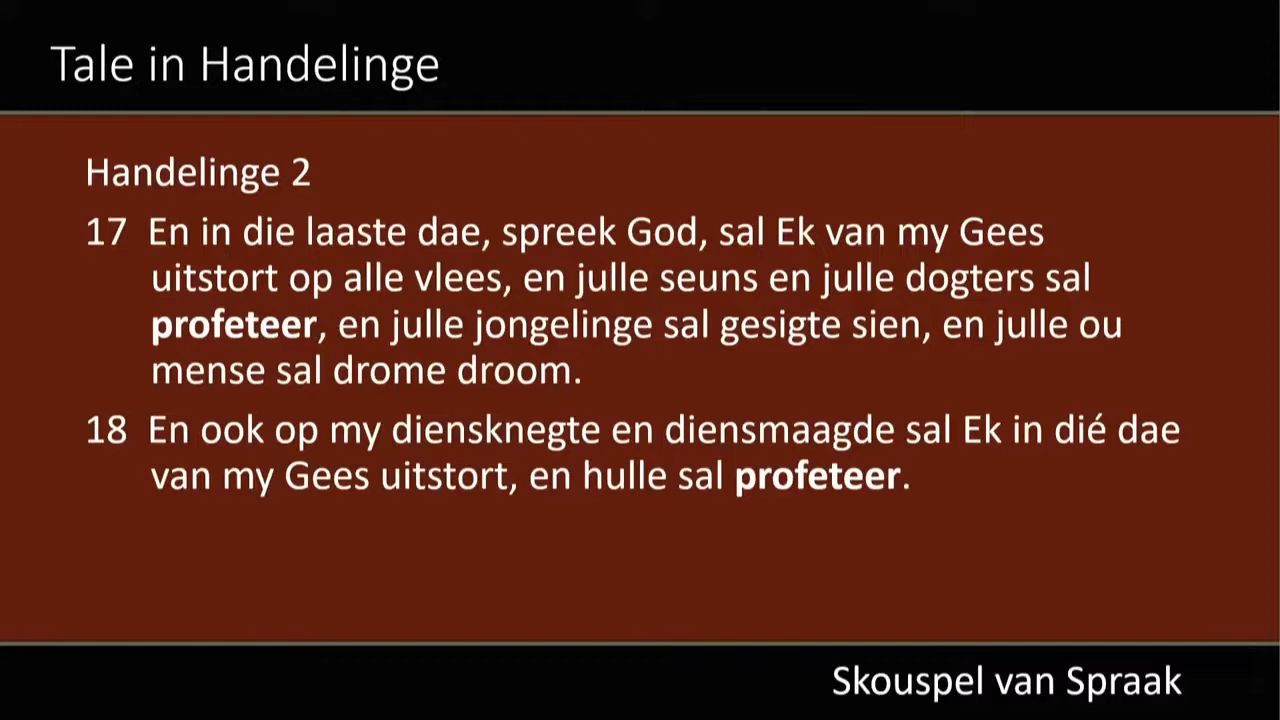 Tale in Handelinge
Handelinge 2
17 En in die laaste dae, spreek God, sal Ek van my Gees
uitstort op alle vlees, en julle seuns en julle dogters sal
profeteer, en julle jongelinge sal gesigte sien, en julle ou
mense sal drome droom.
18 En ook op my diensknegte en diensmaagde sal Ek in dié dae
van my Gees uitstort, en hulle sal profeteer.
Skouspel van Spraak